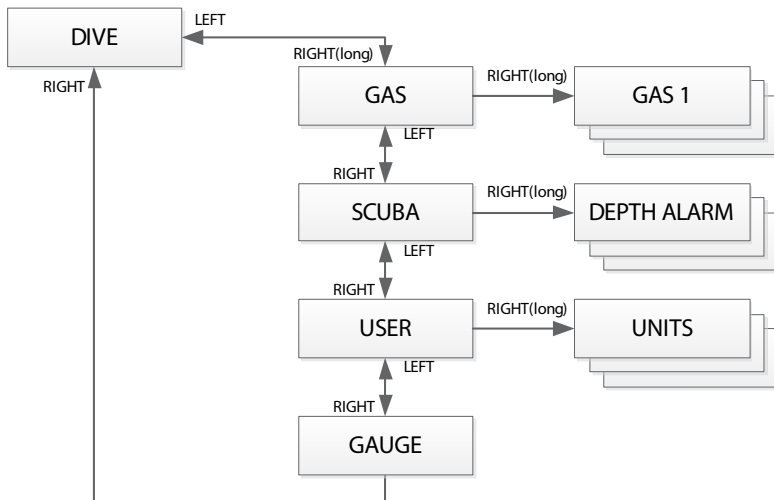 DIVE
LEFT
RIGHT(long)
RIGHT
GAS
RIGHT(long)
GAS 1
LEFT
RIGHT
SCUBA
RIGHT(long)
DEPTH ALARM
LEFT
RIGHT
USER
RIGHT(long)
UNITS
LEFT
RIGHT
GAUGE